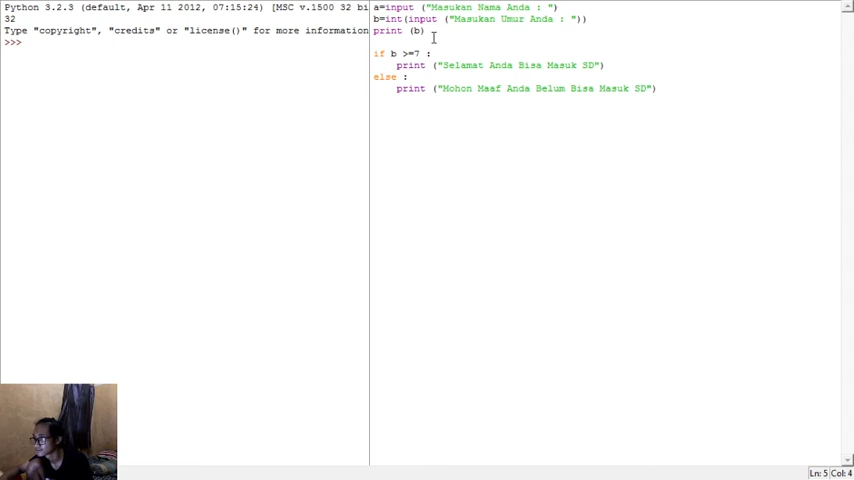 Python 3.2.3 (default, Apr 11 2012, 07:15:24) [MSC v.1500 32 bi
32
Type "copyright", "credits" or "license()" for more information
>>>
a=input ("Masukan Nama Anda : ")
b=int(input ("Masukan Umur Anda : "))
print (b)
if b >=7 :
    print ("Selamat Anda Bisa Masuk SD")
else :
    print ("Mohon Maaf Anda Belum Bisa Masuk SD")
Ln: 5 Col: 4